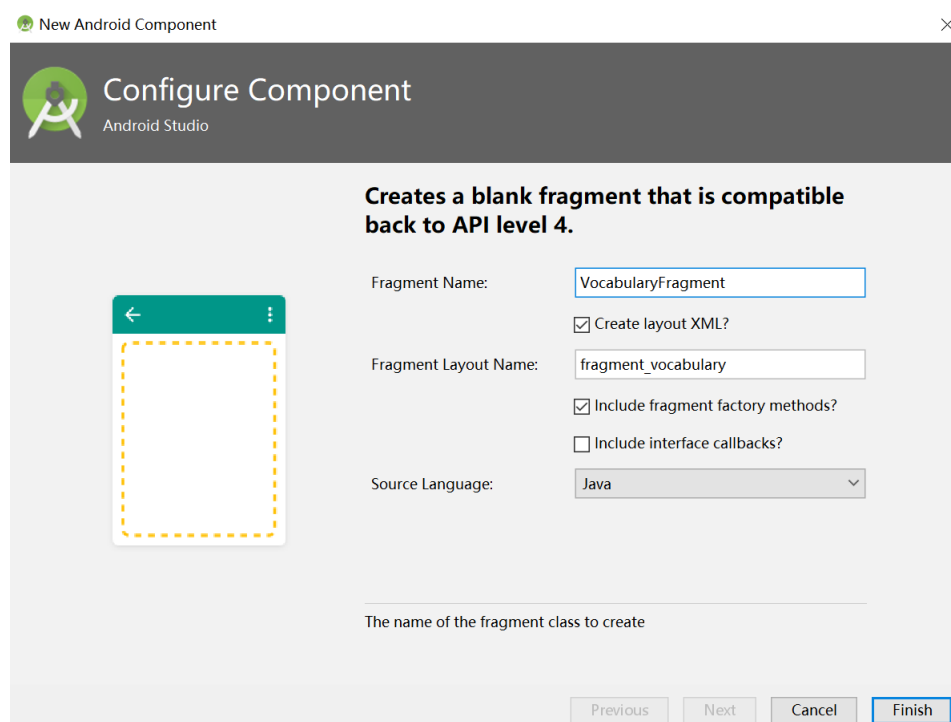 New Android Component
Configure Component
Android Studio
Creates a blank fragment that is compatible
back to API level 4.
Fragment Name:
VocabularyFragment
Create layout XML?
Fragment Layout Name:
fragment_vocabulary
Include fragment factory methods?
Include interface callbacks?
Source Language:
Java
The name of the fragment class to create
Previous
Next
Cancel
Finish